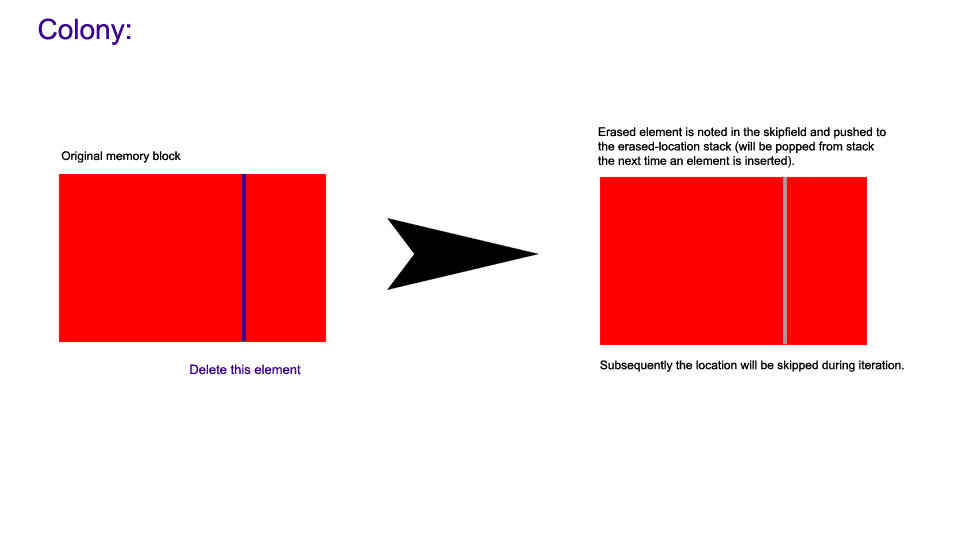 Colony:
Original memory block
Delete this element
Erased element is noted in the skipfield and pushed to
the erased-location stack (will be popped from stack
the next time an element is inserted).
Subsequently the location will be skipped during iteration.